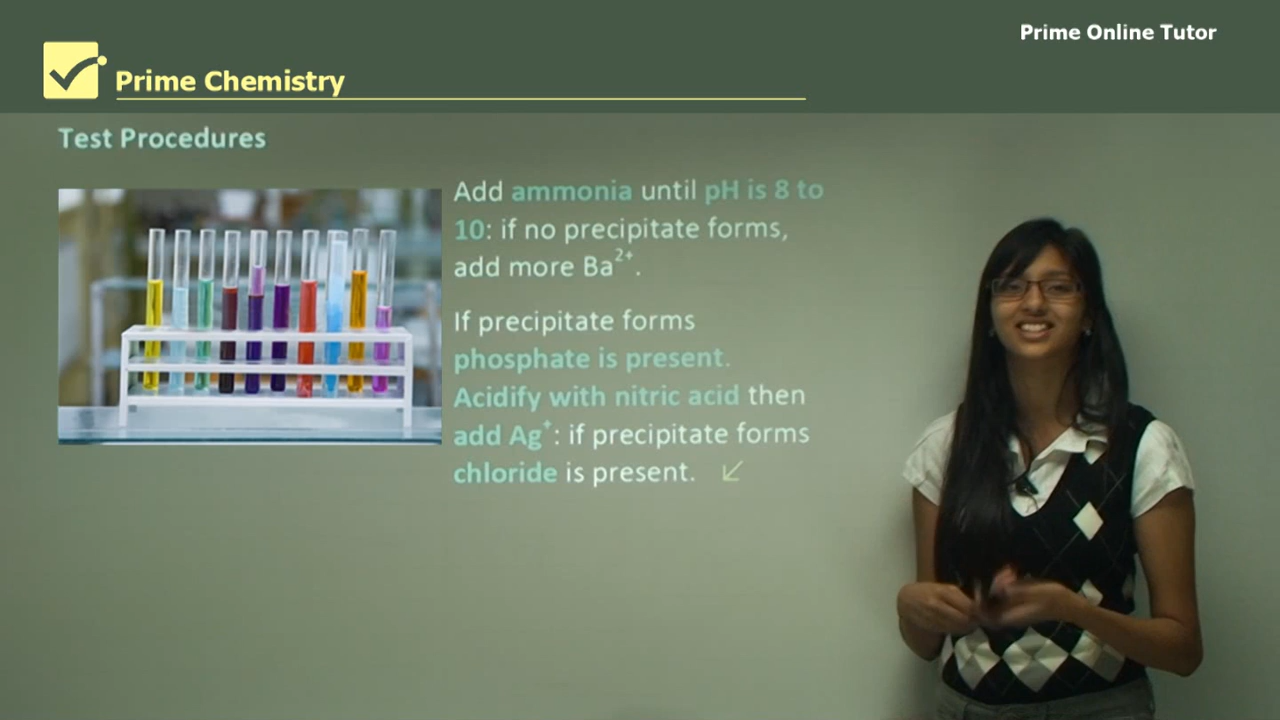 Prime Online Tutor
Prime Chemistry
Test Procedures
Add ammonia until pH is 8 to
10: if no precipitate forms,
add more Ba²⁺.
If precipitate forms
phosphate is present.
Acidify with nitric acid then
add Ag⁺: if precipitate forms
chloride is present.